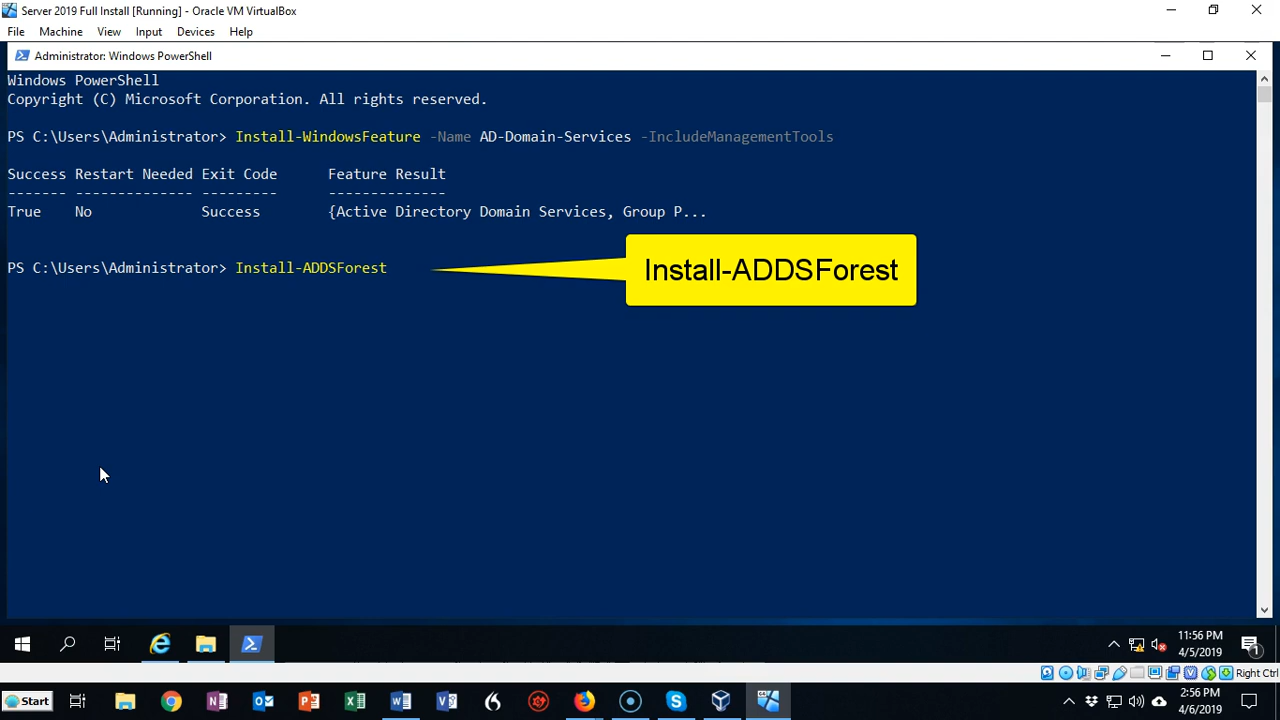 Server 2019 Full Install [Running] - Oracle VM VirtualBox
File Machine View Input Devices Help
Administrator: Windows PowerShell
Windows PowerShell
Copyright (C) Microsoft Corporation. All rights reserved.
PS C:\Users\Administrator> Install-WindowsFeature -Name AD-Domain-Services -IncludeManagementTools
Success Restart Needed Exit Code Feature Result
------- -------------- --------- --------------
True No Success {Active Directory Domain Services, Group P...
PS C:\Users\Administrator> Install-ADDSForest
Install-ADDSForest
11:56 PM
4/5/2019
1
Right Ctrl
Start
2:56 PM
4/6/2019